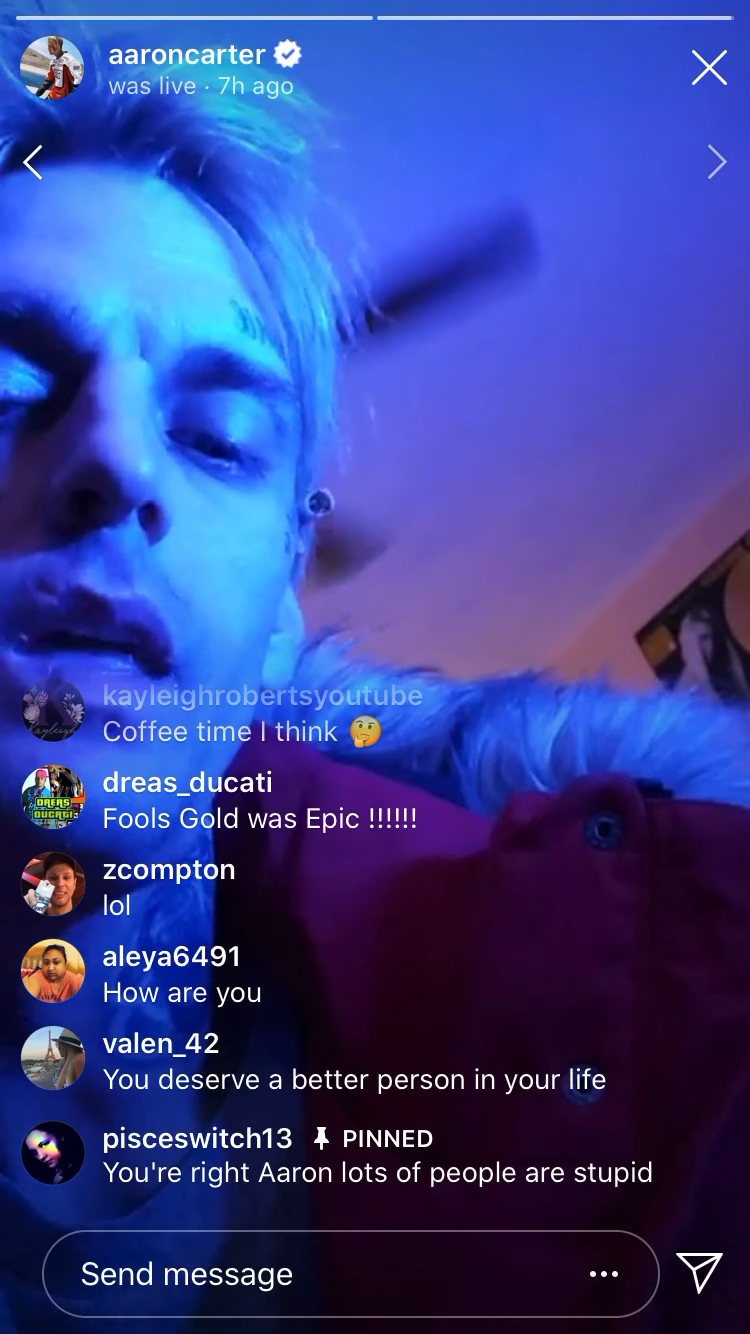 aaroncarter
was live · 7h ago
kayleighrobertsyoutube
Coffee time I think 🤔
dreas_ducati
Fools Gold was Epic !!!!!!
DREAS
DUCATI
zcompton
lol
aleya6491
How are you
valen_42
You deserve a better person in your life
pisceswitch13 PINNED
You're right Aaron lots of people are stupid
Send message